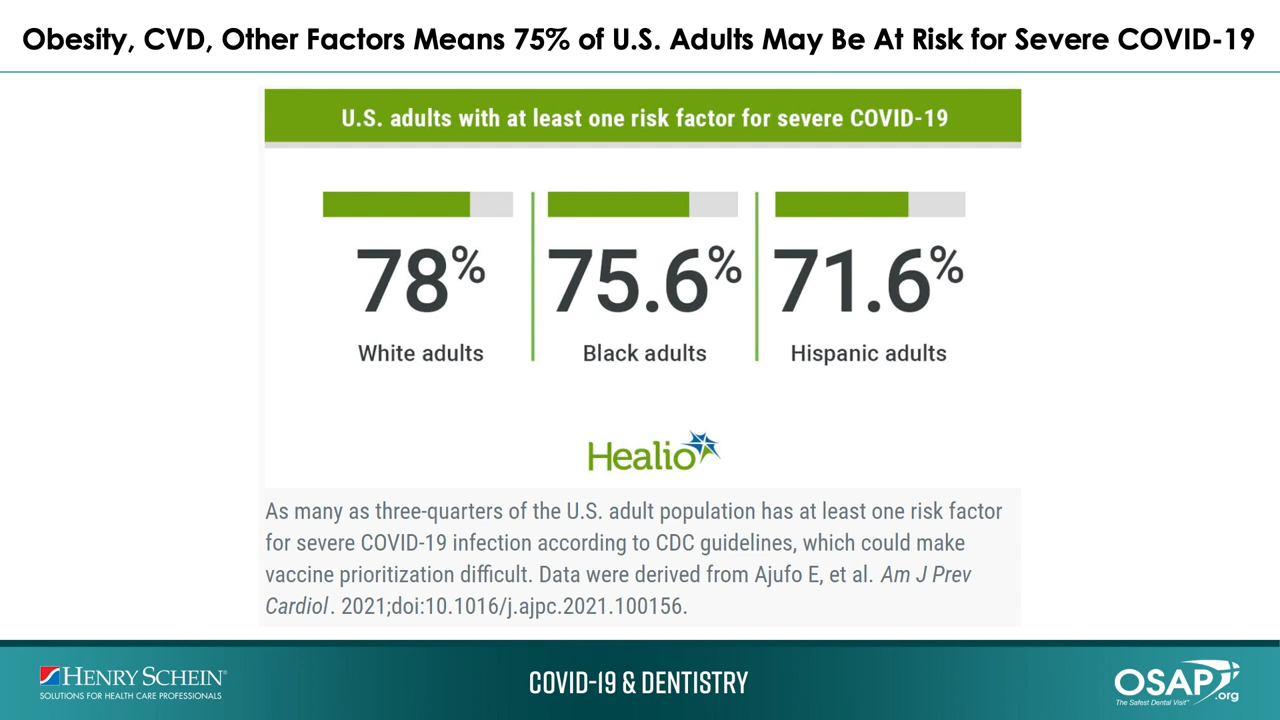 Obesity, CVD, Other Factors Means 75% of U.S. Adults May Be At Risk for Severe COVID-19
U.S. adults with at least one risk factor for severe COVID-19
78% 75.6% 71.6%
White adults Black adults Hispanic adults
Healio
As many as three-quarters of the U.S. adult population has at least one risk factor
for severe COVID-19 infection according to CDC guidelines, which could make
vaccine prioritization difficult. Data were derived from Ajufo E, et al. Am J Prev
Cardiol. 2021;doi:10.1016/j.ajpc.2021.100156.
HENRY SCHEIN®
SOLUTIONS FOR HEALTH CARE PROFESSIONALS
COVID-19 & DENTISTRY
OSAP.org
The Safest Dental Visit™